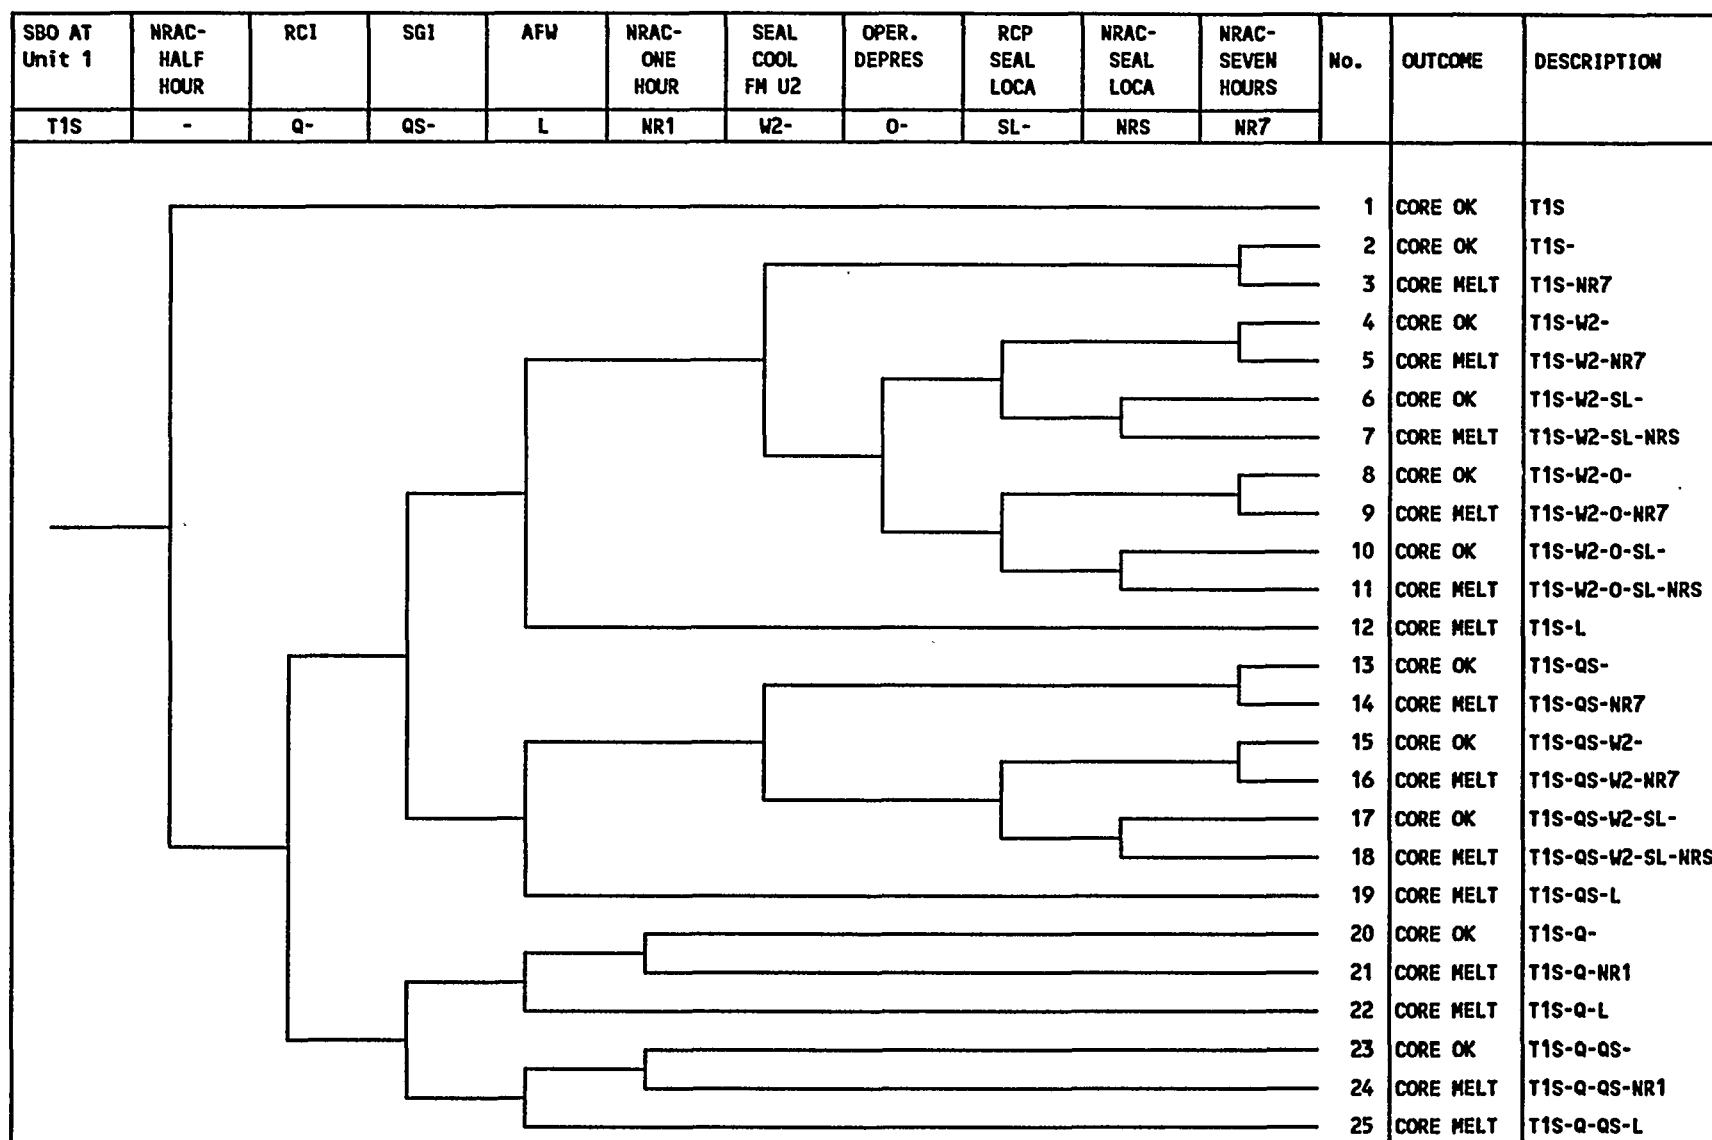 SBO AT Unit 1
NRAC- HALF HOUR
RCI
SGI
AFW
NRAC- ONE HOUR
SEAL COOL FM U2
OPER. DEPRES
RCP SEAL LOCA
NRAC- SEAL LOCA
NRAC- SEVEN HOURS
No.
OUTCOME
DESCRIPTION
T1S - Q- QS- L NR1 W2- O- SL- NRS NR7
1 CORE OK T1S
2 CORE OK T1S-
3 CORE MELT T1S-NR7
4 CORE OK T1S-W2-
5 CORE MELT T1S-W2-NR7
6 CORE OK T1S-W2-SL-
7 CORE MELT T1S-W2-SL-NRS
8 CORE OK T1S-W2-O-
9 CORE MELT T1S-W2-O-NR7
10 CORE OK T1S-W2-O-SL-
11 CORE MELT T1S-W2-O-SL-NRS
12 CORE MELT T1S-L
13 CORE OK T1S-QS-
14 CORE MELT T1S-QS-NR7
15 CORE OK T1S-QS-W2-
16 CORE MELT T1S-QS-W2-NR7
17 CORE OK T1S-QS-W2-SL-
18 CORE MELT T1S-QS-W2-SL-NRS
19 CORE MELT T1S-QS-L
20 CORE OK T1S-Q-
21 CORE MELT T1S-Q-NR1
22 CORE MELT T1S-Q-L
23 CORE OK T1S-Q-QS-
24 CORE MELT T1S-Q-QS-NR1
25 CORE MELT T1S-Q-QS-L